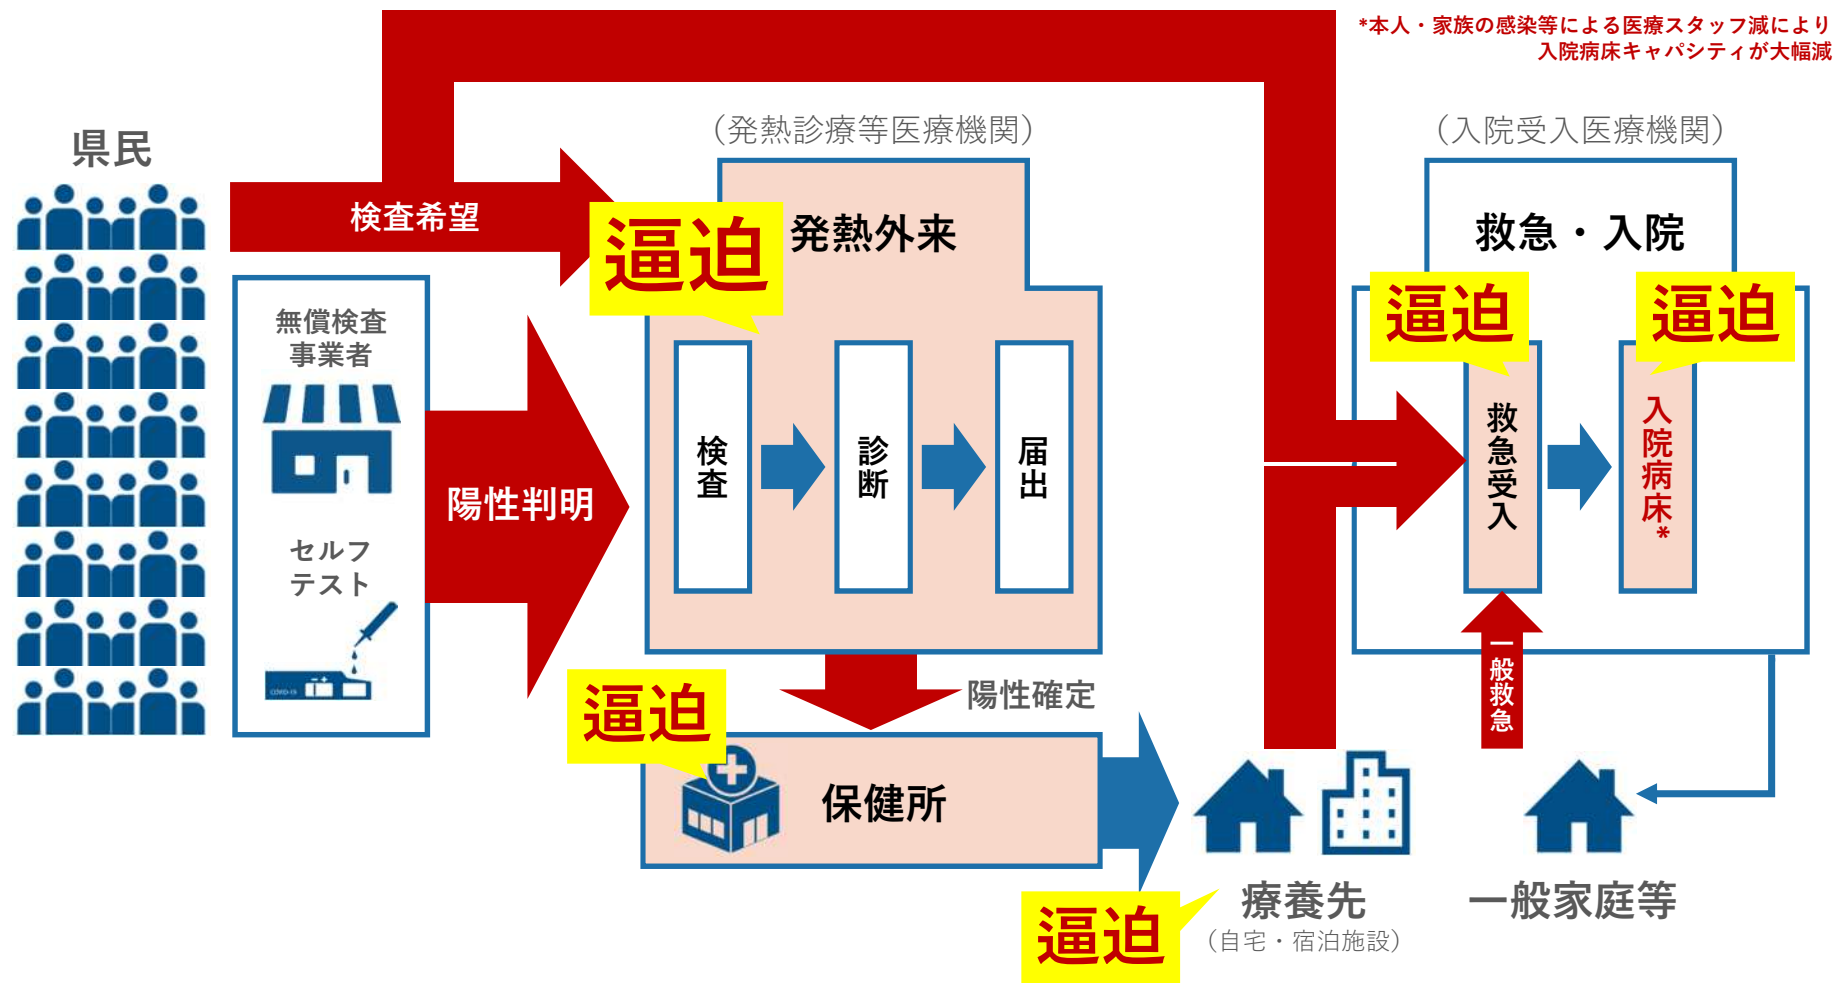 *本人・家族の感染等による医療スタッフ減により
入院病床キャパシティが大幅減
県民
検査希望
無償検査
事業者
セルフ
テスト
COVID-19
陽性判明
（発熱診療等医療機関）
逼迫
発熱外来
検査
診断
届出
陽性確定
逼迫
保健所
逼迫
療養先
（自宅・宿泊施設）
（入院受入医療機関）
救急・入院
逼迫
逼迫
救急受入
入院病床*
一般救急
一般家庭等